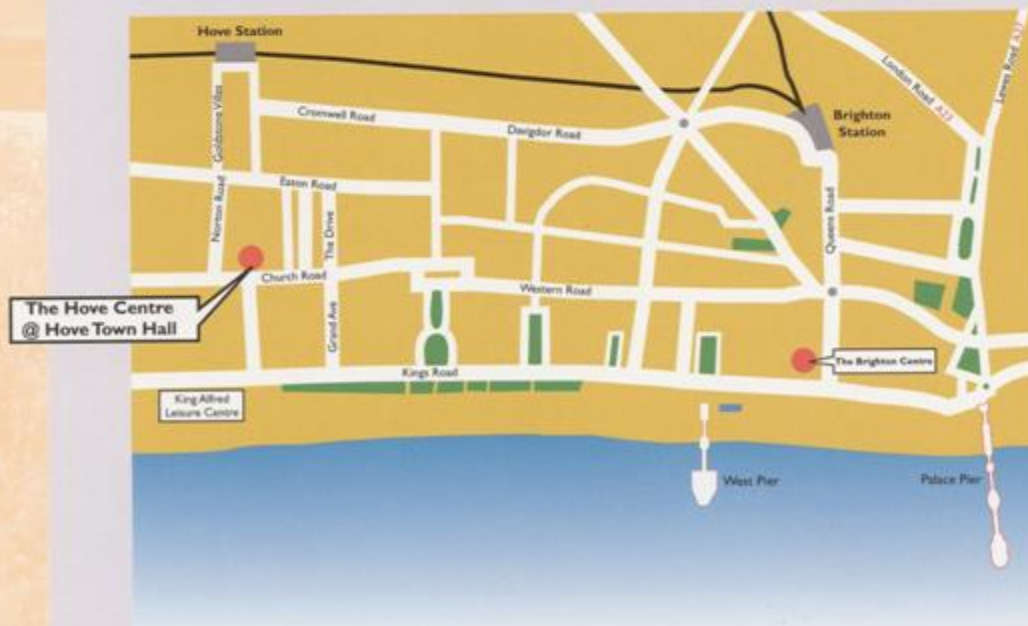 Hove Station
Goldstone Villas
Cromwell Road
Davigdor Road
London Road A23
Lewes Road A27
Brighton
Station
Norton Road
Eaton Road
The Drive
Queens Road
Church Road
Western Road
The Hove Centre
@ Hove Town Hall
Grand Ave
Kings Road
The Brighton Centre
King Alfred
Leisure Centre
West Pier
Palace Pier